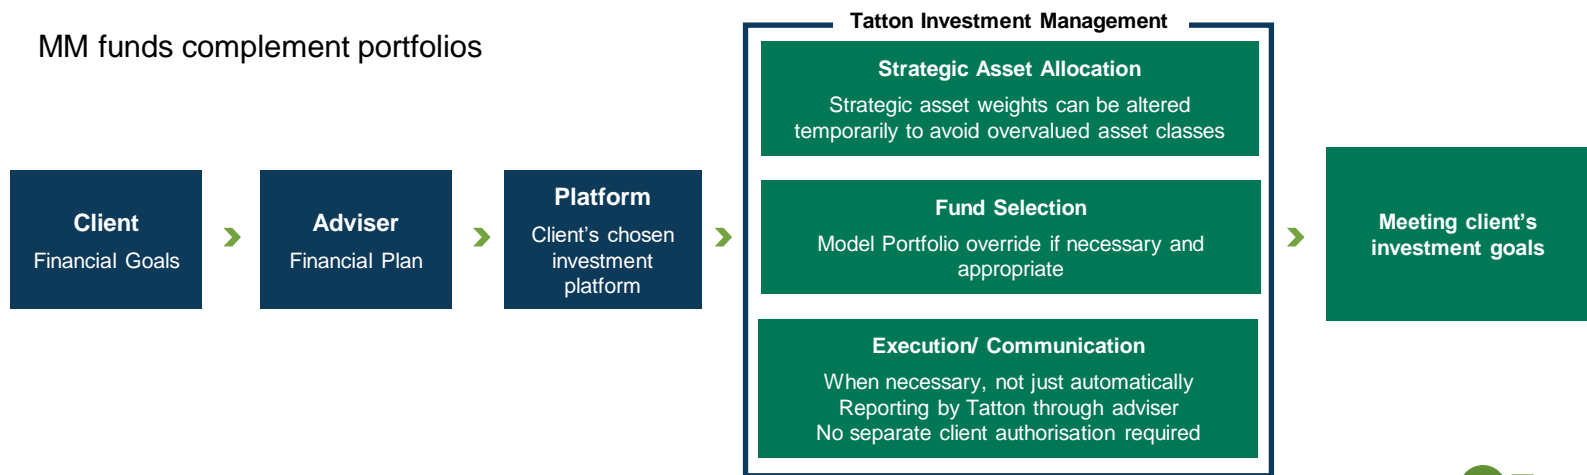 MM funds complement portfolios
Tatton Investment Management
Client
Financial Goals
Adviser
Financial Plan
Platform
Client's chosen
investment
platform
Strategic Asset Allocation
Strategic asset weights can be altered
temporarily to avoid overvalued asset classes
Fund Selection
Model Portfolio override if necessary and
appropriate
Execution/ Communication
When necessary, not just automatically
Reporting by Tatton through adviser
No separate client authorisation required
Meeting client's
investment goals